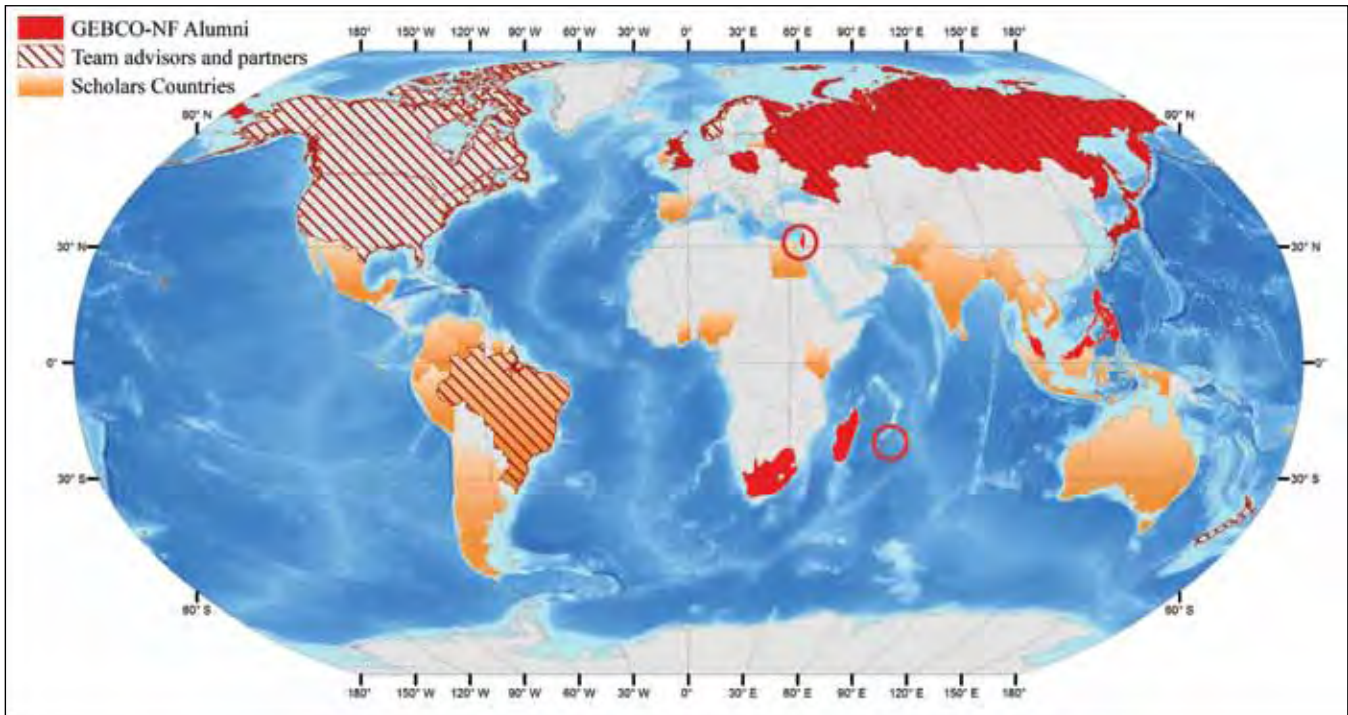 GEBCO-NF Alumni
Team advisors and partners
Scholars Countries
180° 150° W 120° W 90° W 60° W 30° W 0° 30° E 60° E 90° E 120° E 150° E 180°
60° N 60° N
30° N 30° N
0° 0°
30° S 30° S
60° S 60° S
180° 150° W 120° W 90° W 60° W 30° W 0° 30° E 60° E 90° E 120° E 150° E 180°